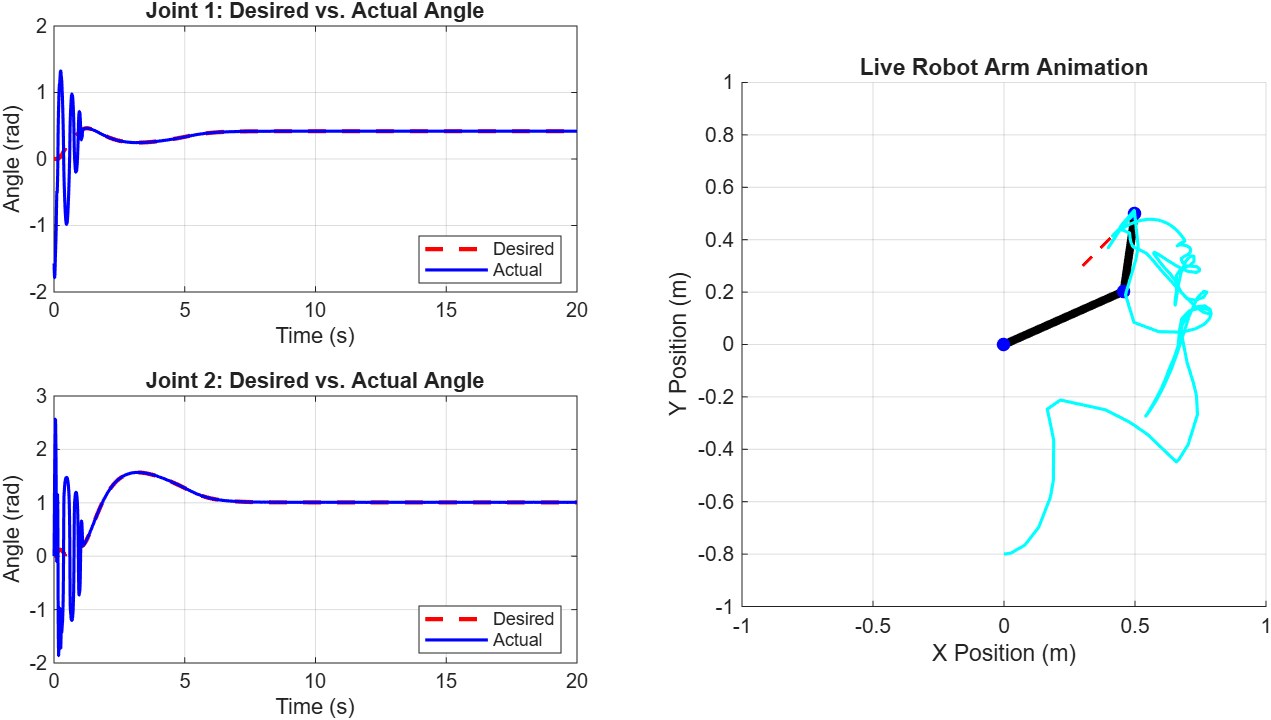 Joint 1: Desired vs. Actual Angle
2
1
0
-1
-2
Angle (rad)
0
5
10
15
20
Time (s)
Desired
Actual
Joint 2: Desired vs. Actual Angle
3
2
1
0
-1
-2
Angle (rad)
0
5
10
15
20
Time (s)
Desired
Actual
Live Robot Arm Animation
1
0.8
0.6
0.4
0.2
0
-0.2
-0.4
-0.6
-0.8
-1
Y Position (m)
-1
-0.5
0
0.5
1
X Position (m)